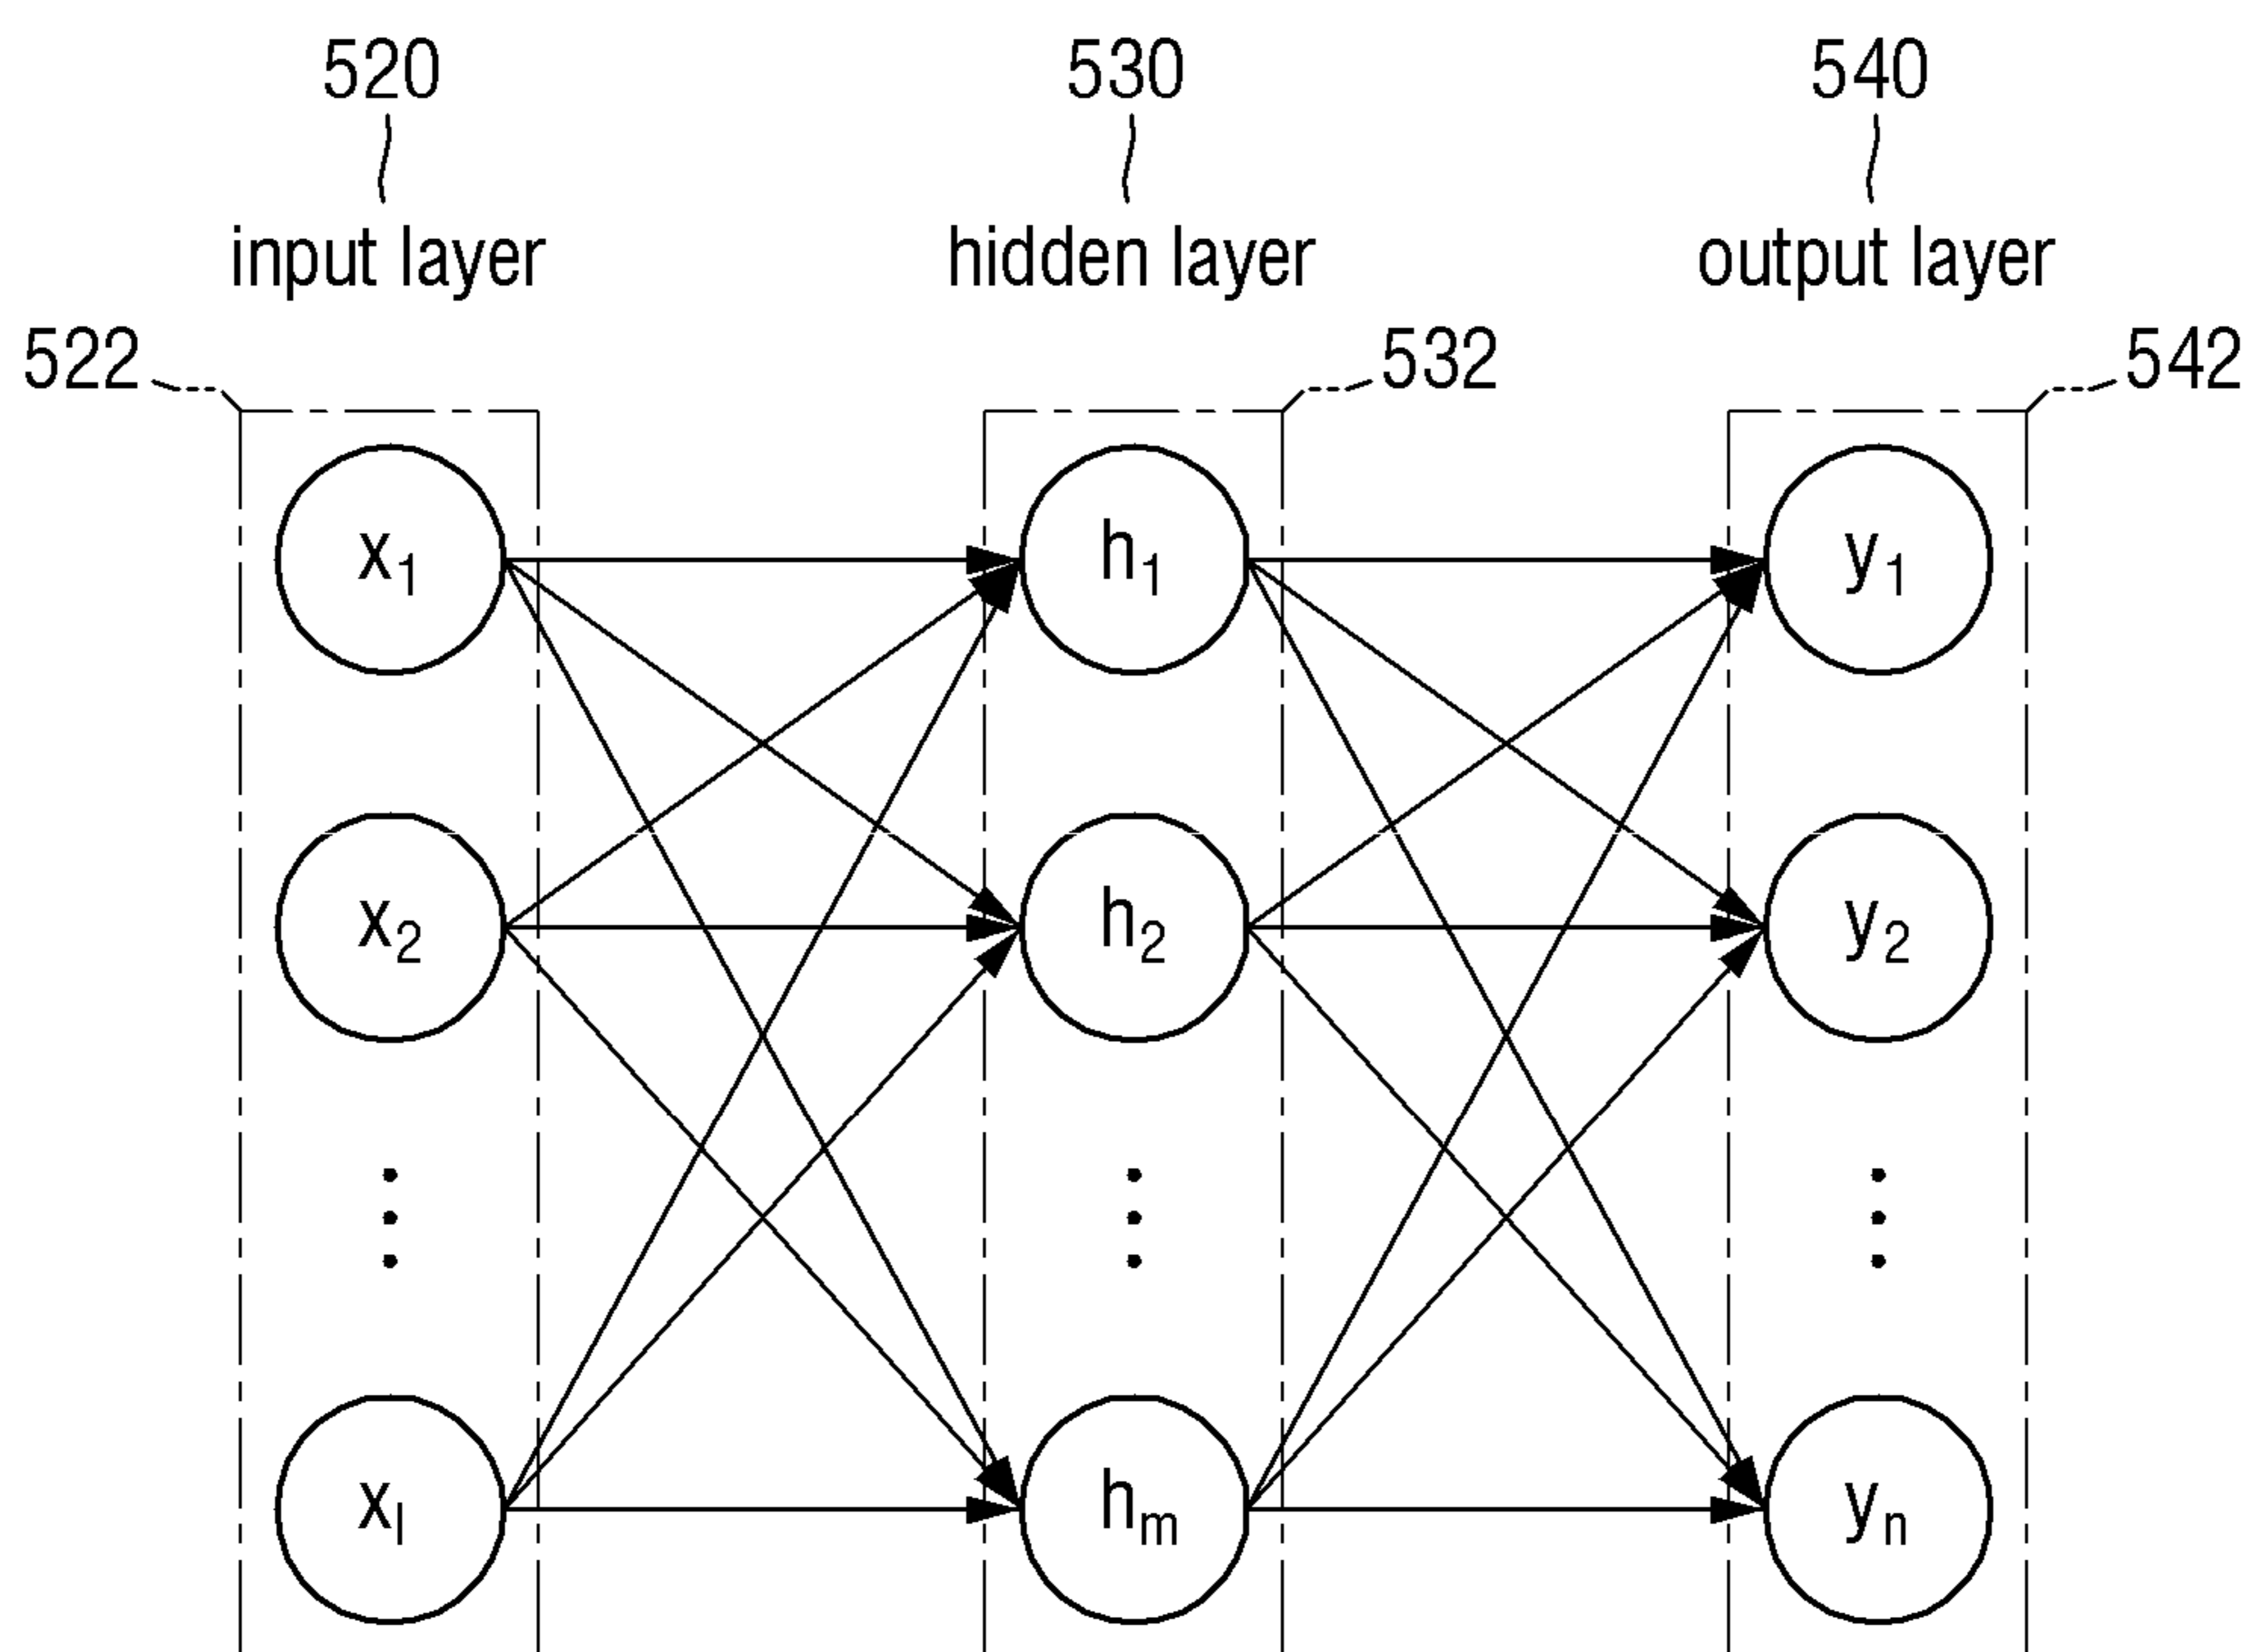 520 530 540
input layer hidden layer output layer
522 532 542
x1 h1 y1
x2 h2 y2
xl hm yn